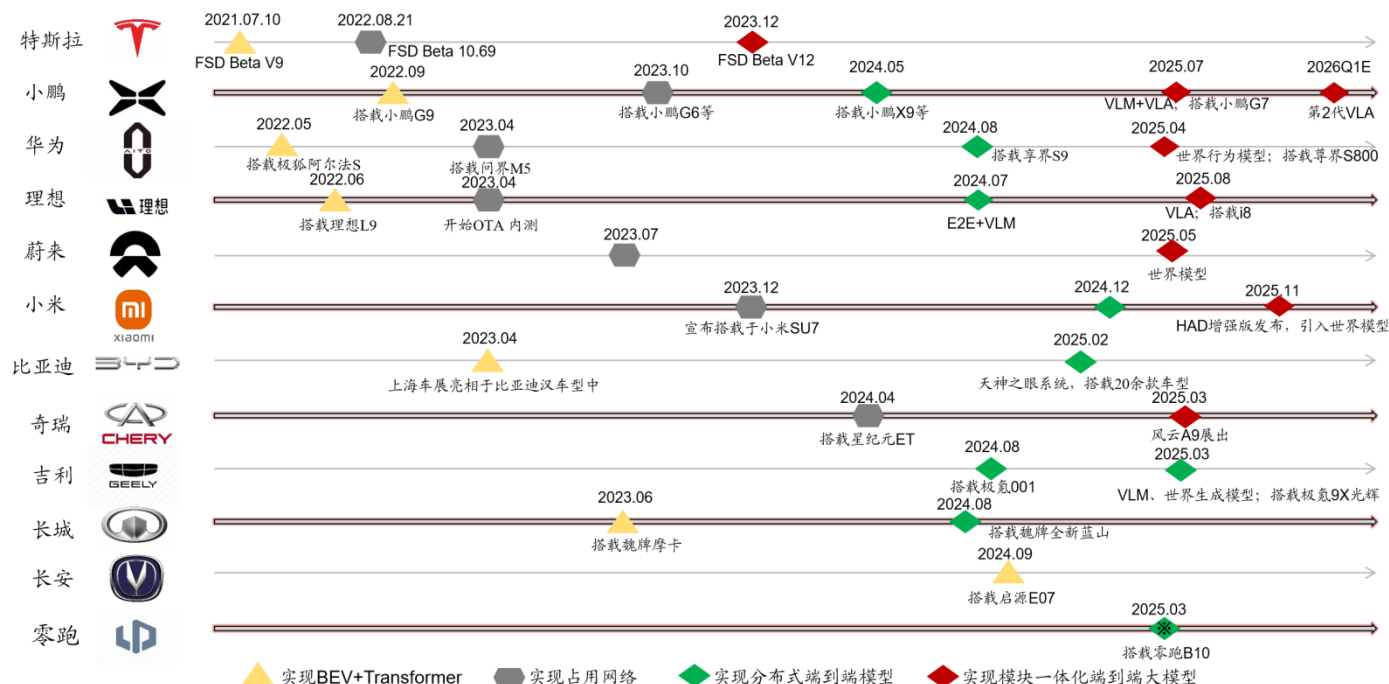 2021.07.10
2022.08.21
2023.12
特斯拉
FSD Beta V9
FSD Beta 10.69
FSD Beta V12
2022.09
2023.10
2024.05
2025.07
2026Q1E
小鹏
搭载小鹏G9
搭载小鹏G6等
搭载小鹏X9等
VLM+VLA; 搭载小鹏G7
第2代VLA
2022.05
2023.04
2024.08
2025.04
华为
AITO
搭载极狐阿尔法S
搭载问界M5
搭载享界S9
世界行为模型；搭载尊界S800
2022.06
2023.04
2024.07
2025.08
理想
理想
搭载理想L9
开始OTA 内测
E2E+VLM
VLA; 搭载i8
2023.07
2025.05
蔚来
世界模型
2023.12
2024.12
2025.11
小米
mi
xiaomi
宣布搭载于小米SU7
HAD增强版发布，引入世界模型
2023.04
2025.02
比亚迪
BYD
上海车展亮相于比亚迪汉车型中
天神之眼系统，搭载20余款车型
2024.04
2025.03
奇瑞
CHERY
搭载星纪元ET
风云A9展出
2024.08
2025.03
吉利
GEELY
搭载极氪001
VLM、世界生成模型；搭载极氪9X光辉
2023.06
2024.08
长城
搭载魏牌摩卡
搭载魏牌全新蓝山
2024.09
长安
搭载启源E07
2025.03
零跑
※
搭载零跑B10
实现BEV+Transformer
实现占用网络
实现分布式端到端模型
实现模块一体化端到端大模型